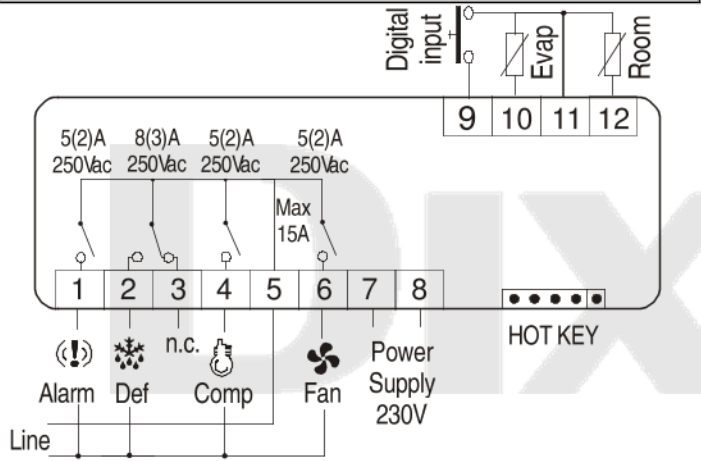 Digital
input
Evap
Room
9 10 11 12
5(2)A 8(3)A 5(2)A 5(2)A
250Vac 250Vac 250Vac 250Vac
Max
15A
1 2 3 4 5 6 7 8
HOT KEY
n.c.
Alarm Def Comp Fan
Power
Supply
230V
Line
DIX